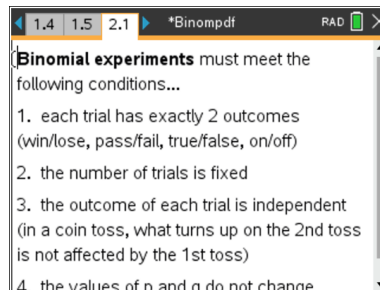 1.4 1.5 2.1 *Binompdf RAD
Binomial experiments must meet the
following conditions...
1. each trial has exactly 2 outcomes
(win/lose, pass/fail, true/false, on/off)
2. the number of trials is fixed
3. the outcome of each trial is independent
(in a coin toss, what turns up on the 2nd toss
is not affected by the 1st toss)
4. the values of p and q do not change